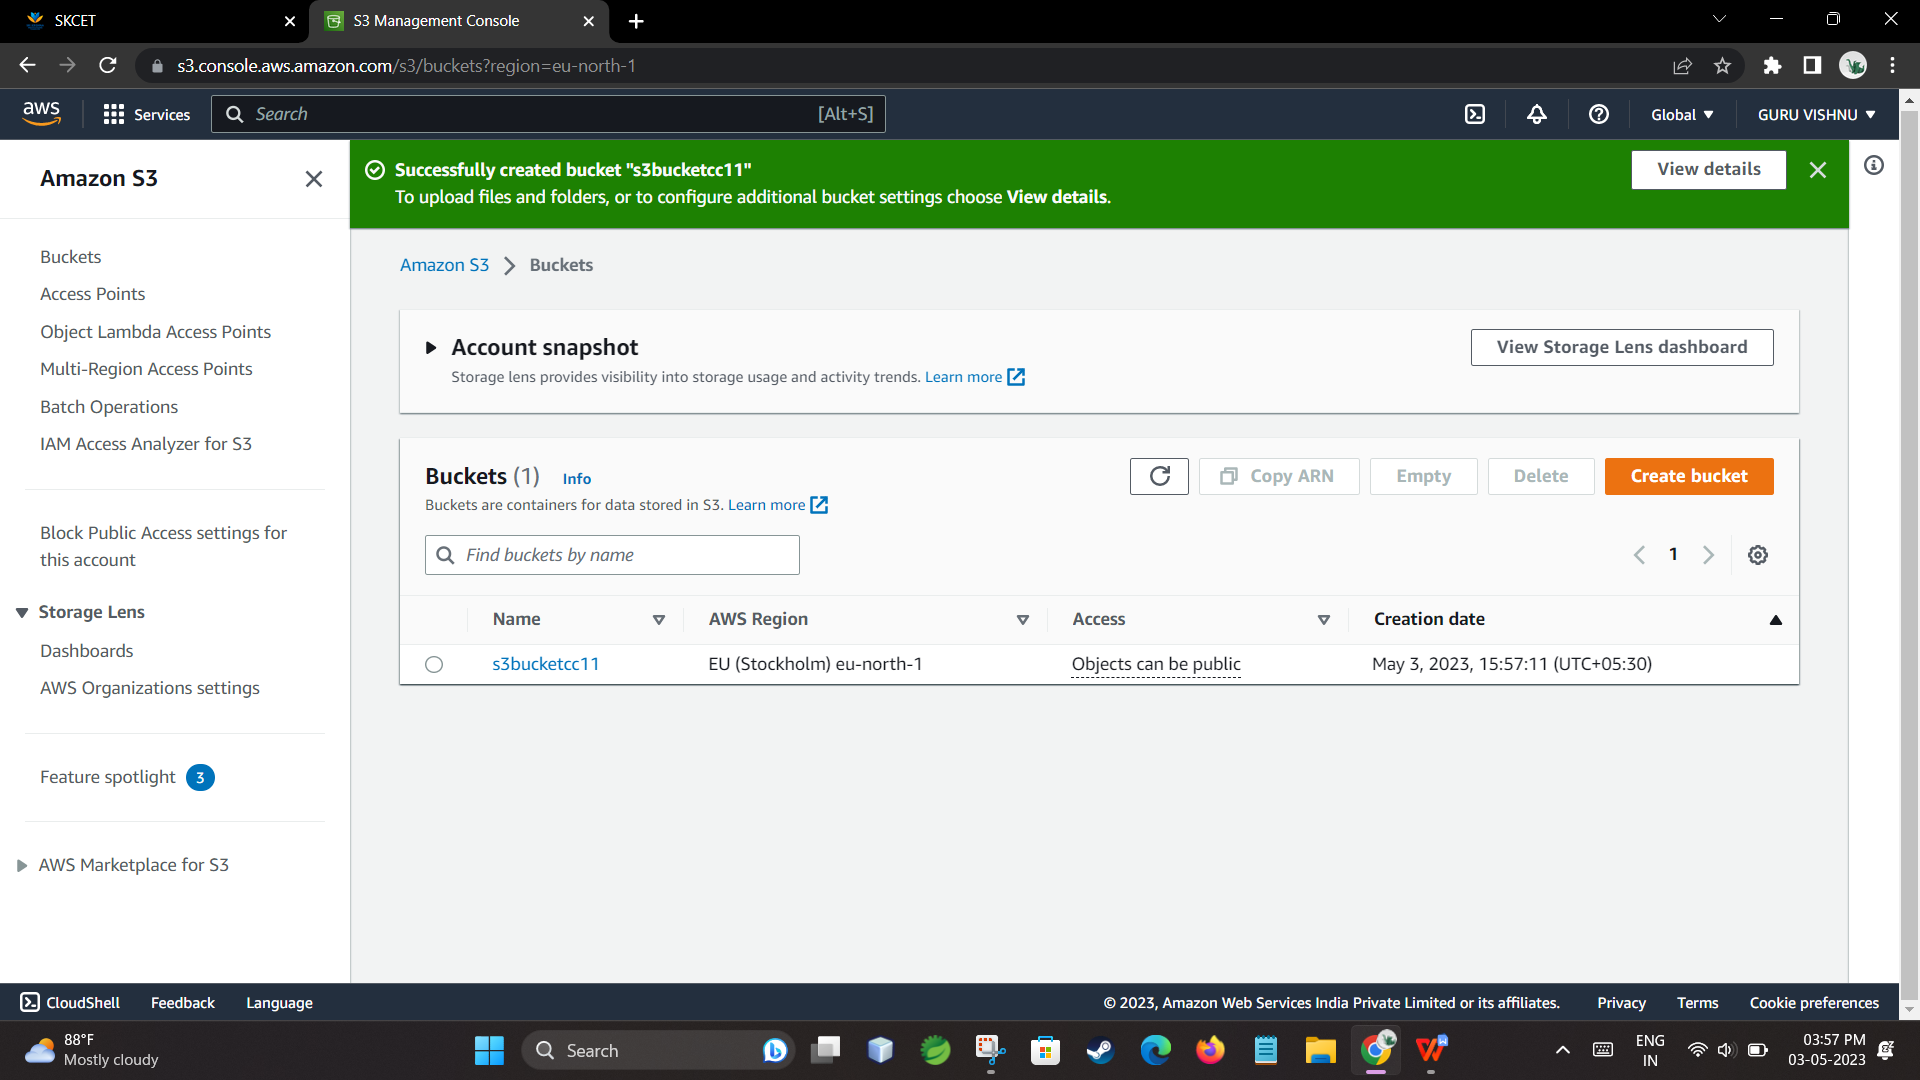 SKCET
S3 Management Console
s3.console.aws.amazon.com/s3/buckets?region=eu-north-1
aws
Services
Search
[Alt+S]
Global
GURU VISHNU
Amazon S3
Buckets
Access Points
Object Lambda Access Points
Multi-Region Access Points
Batch Operations
IAM Access Analyzer for S3
Block Public Access settings for
this account
Storage Lens
Dashboards
AWS Organizations settings
Feature spotlight 3
AWS Marketplace for S3
Successfully created bucket "s3bucketcc11"
To upload files and folders, or to configure additional bucket settings choose View details.
View details
Amazon S3 Buckets
Account snapshot
Storage lens provides visibility into storage usage and activity trends. Learn more
View Storage Lens dashboard
Buckets (1) Info
Buckets are containers for data stored in S3. Learn more
Copy ARN
Empty
Delete
Create bucket
Find buckets by name
1
Name AWS Region Access Creation date
s3bucketcc11 EU (Stockholm) eu-north-1 Objects can be public May 3, 2023, 15:57:11 (UTC+05:30)
CloudShell Feedback Language © 2023, Amazon Web Services India Private Limited or its affiliates. Privacy Terms Cookie preferences
88°F
Mostly cloudy
Search
ENG
IN
03:57 PM
03-05-2023